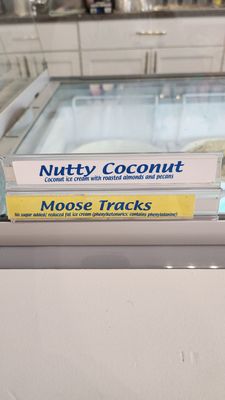 Nutty Coconut
Coconut ice cream with roasted almonds and pecans
Moose Tracks
No sugar added/ reduced fat ice cream (phenylketonurics: contains phenylalanine)